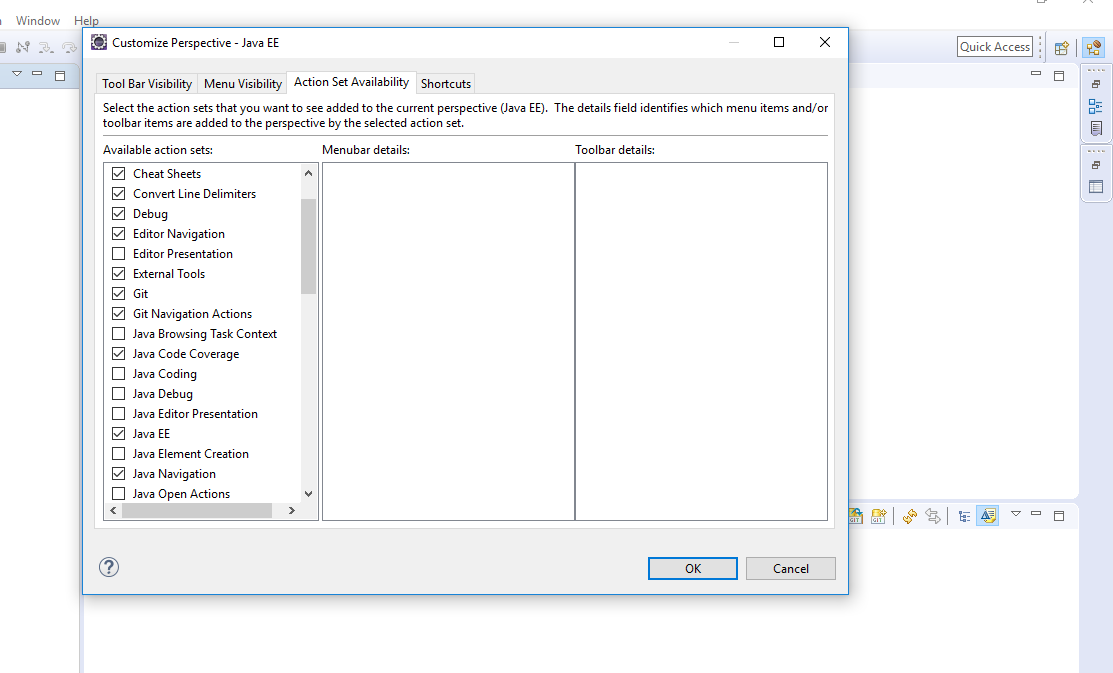 Window Help
Customize Perspective - Java EE
Quick Access
Tool Bar Visibility Menu Visibility Action Set Availability Shortcuts
Select the action sets that you want to see added to the current perspective (Java EE). The details field identifies which menu items and/or
toolbar items are added to the perspective by the selected action set.
Available action sets: Menubar details: Toolbar details:
Cheat Sheets
Convert Line Delimiters
Debug
Editor Navigation
Editor Presentation
External Tools
Git
Git Navigation Actions
Java Browsing Task Context
Java Code Coverage
Java Coding
Java Debug
Java Editor Presentation
Java EE
Java Element Creation
Java Navigation
Java Open Actions
GIT GIT
? OK Cancel